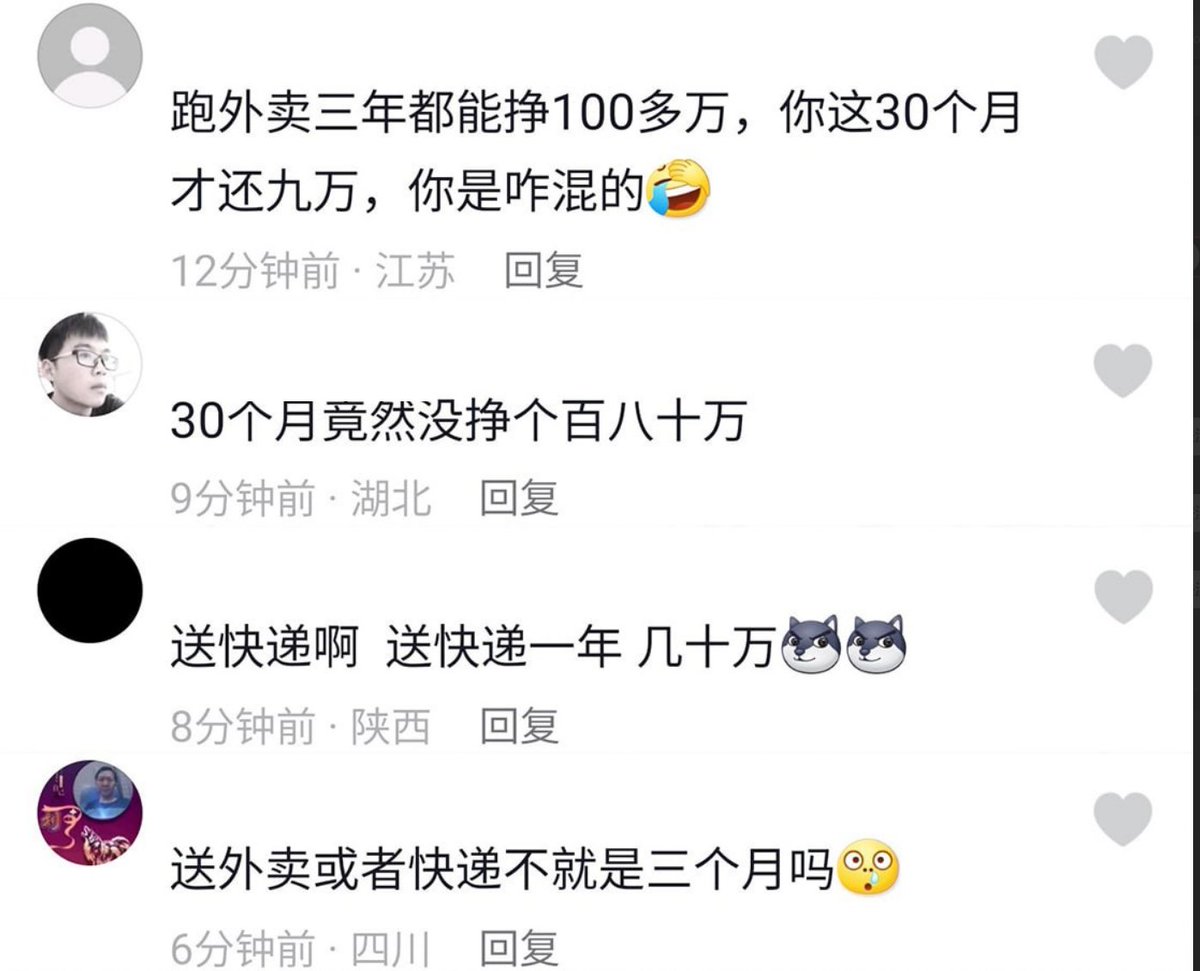 跑外卖三年都能挣100多万，你这30个月
才还九万，你是咋混的🤣
12分钟前 · 江苏 回复
30个月竟然没挣个百八十万
9分钟前 · 湖北 回复
送快递啊 送快递一年 几十万
8分钟前 · 陕西 回复
送外卖或者快递不就是三个月吗
6分钟前 · 四川 回复